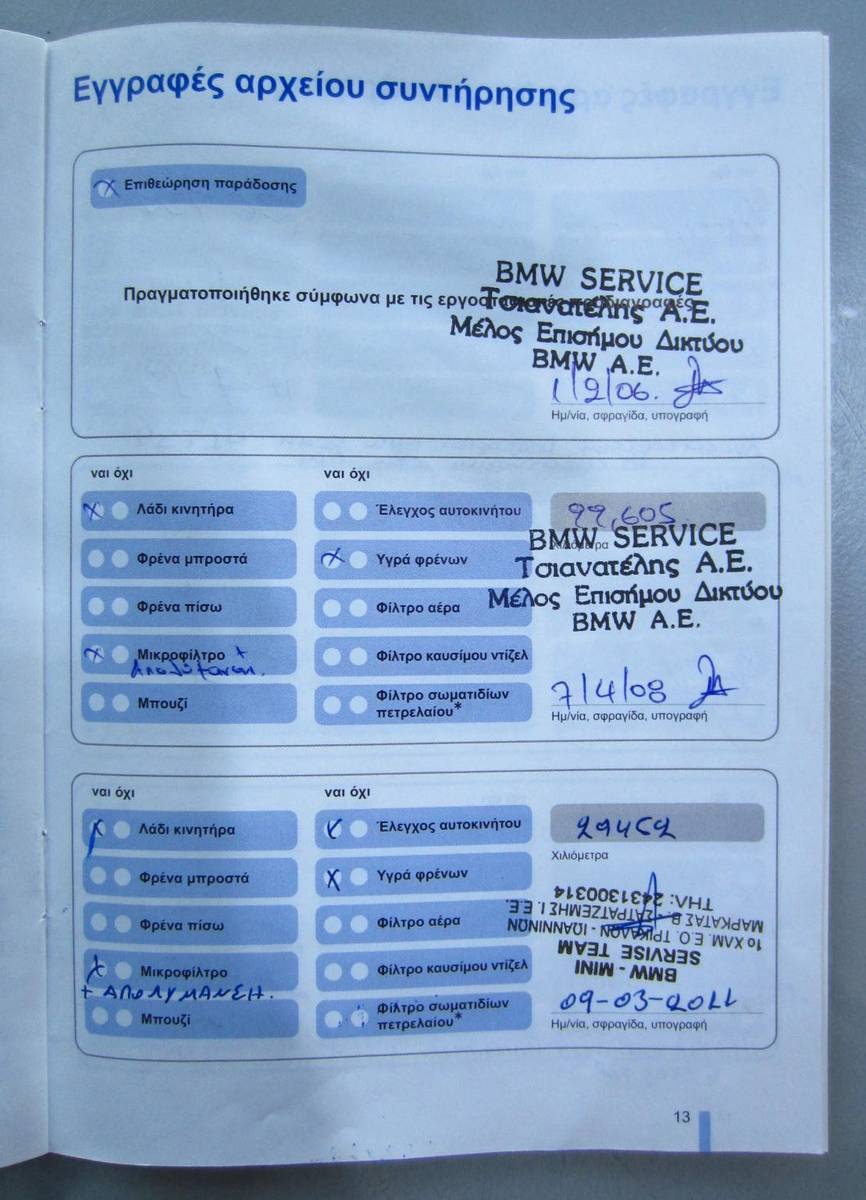 Εγγραφές αρχείου συντήρησης
Επιθεώρηση παράδοσης
Πραγματοποιήθηκε σύμφωνα με τις προδιαγραφές
BMW SERVICE
Τσιανατέλης Α.Ε.
Μέλος Επισήμου Δικτύου
BMW A.E.
1/2/06.
Ημ/νία, σφραγίδα, υπογραφή
ναι όχι ναι όχι
x Λάδι κινητήρα Έλεγχος αυτοκινήτου
Φρένα μπροστά x Υγρά φρένων
Χιλιόμετρα
BMW SERVICE
Τσιανατέλης Α.Ε.
Μέλος Επισήμου Δικτύου
BMW A.E.
Φρένα πίσω Φίλτρο αέρα
x Μικροφίλτρο + Φίλτρο καυσίμου ντίζελ
Μπουζί Φίλτρο σωματιδίων
πετρελαίου*
7/4/08
Ημ/νία, σφραγίδα, υπογραφή
ναι όχι ναι όχι
Λάδι κινητήρα Έλεγχος αυτοκινήτου
Φρένα μπροστά x Υγρά φρένων
Φρένα πίσω Φίλτρο αέρα
x Μικροφίλτρο Φίλτρο καυσίμου ντίζελ
+ ΑΠΟΛΥΜΑΝΣΗ.
Μπουζί Φίλτρο σωματιδίων
πετρελαίου*
Χιλιόμετρα
BMW - MINI
SERVISE TEAM
1ο ΧΛΜ. Ε.Ο. ΤΡΙΚΑΛΩΝ - ΙΩΑΝΝΙΝΩΝ
ΜΑΡΚΑΤΑΣ Β. Ι. Ε.Ε.
ΤΗΛ: 2431300314
09-03-2011
Ημ/νία, σφραγίδα, υπογραφή
13